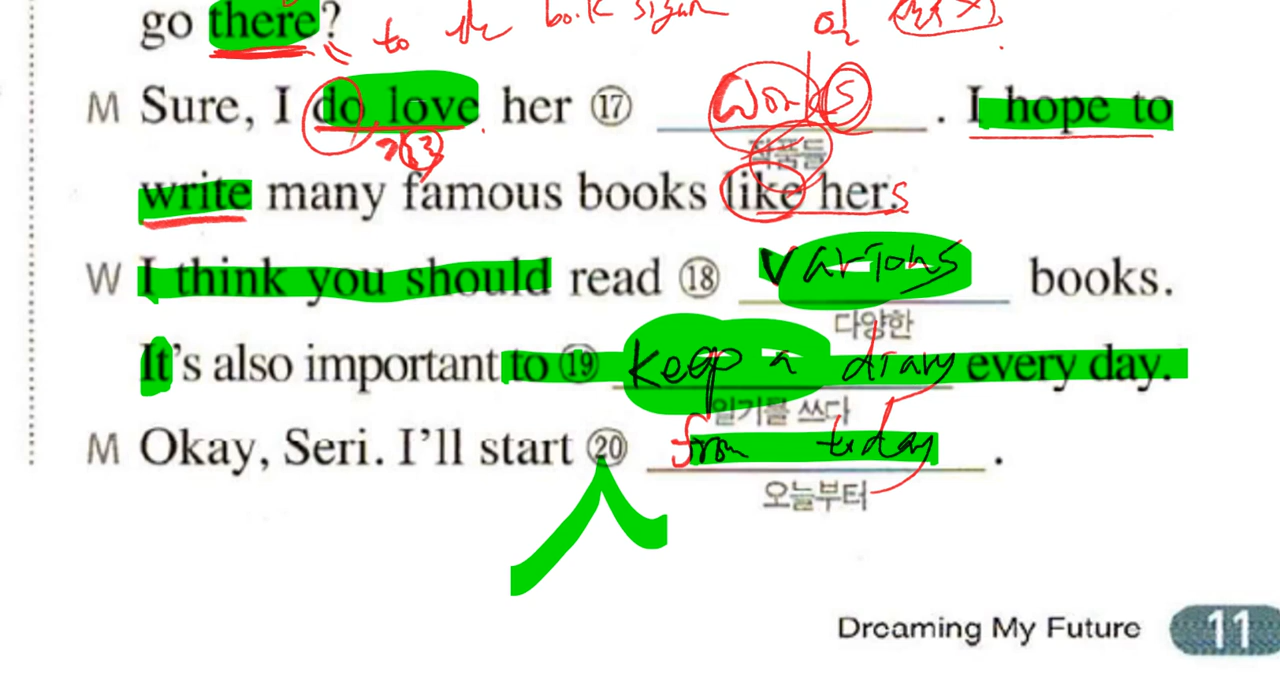 go there?
to the book sign of
M Sure, I do love her ⑰ works.  I hope to
작품들
write many famous books like hers
W I think you should read ⑱ various books.
다양한
It's also important to ⑲ keep a diary every day.
일기를 쓰다
M Okay, Seri. I'll start ⑳ from today.
오늘부터
Dreaming My Future 11